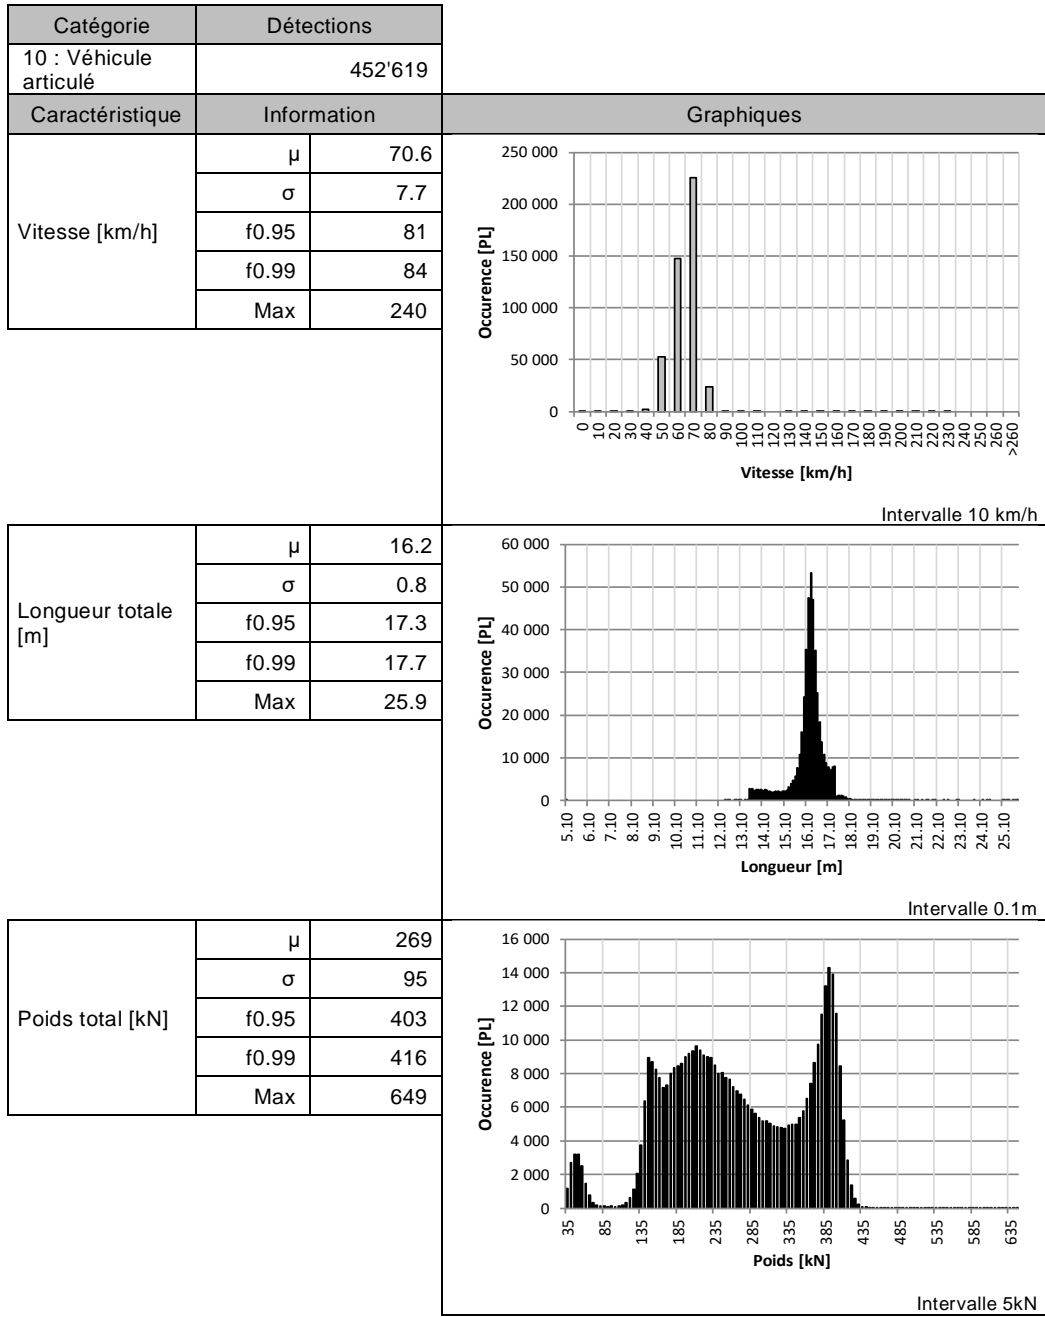 Catégorie Détections
10 : Véhicule
articulé
452'619
Caractéristique Information Graphiques
Vitesse [km/h]
µ 70.6
σ 7.7
f0.95 81
f0.99 84
Max 240
250 000
200 000
150 000
100 000
50 000
0
Occurence [PL]
0 10 20 30 40 50 60 70 80 90 100 110 120 130 140 150 160 170 180 190 200 210 220 230 240 250 260 >260
Vitesse [km/h]
Intervalle 10 km/h
Longueur totale
[m]
µ 16.2
σ 0.8
f0.95 17.3
f0.99 17.7
Max 25.9
60 000
50 000
40 000
30 000
20 000
10 000
0
Occurence [PL]
5.10 6.10 7.10 8.10 9.10 10.10 11.10 12.10 13.10 14.10 15.10 16.10 17.10 18.10 19.10 20.10 21.10 22.10 23.10 24.10 25.10
Longueur [m]
Intervalle 0.1m
Poids total [kN]
µ 269
σ 95
f0.95 403
f0.99 416
Max 649
16 000
14 000
12 000
10 000
8 000
6 000
4 000
2 000
0
Occurence [PL]
35 85 135 185 235 285 335 385 435 485 535 585 635
Poids [kN]
Intervalle 5kN